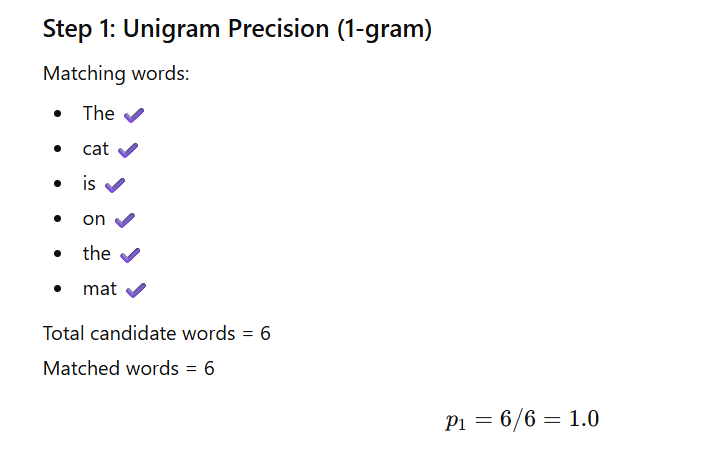 Step 1: Unigram Precision (1-gram)
Matching words:
• The ✔
• cat ✔
• is ✔
• on ✔
• the ✔
• mat ✔
Total candidate words = 6
Matched words = 6
p₁ = 6/6 = 1.0